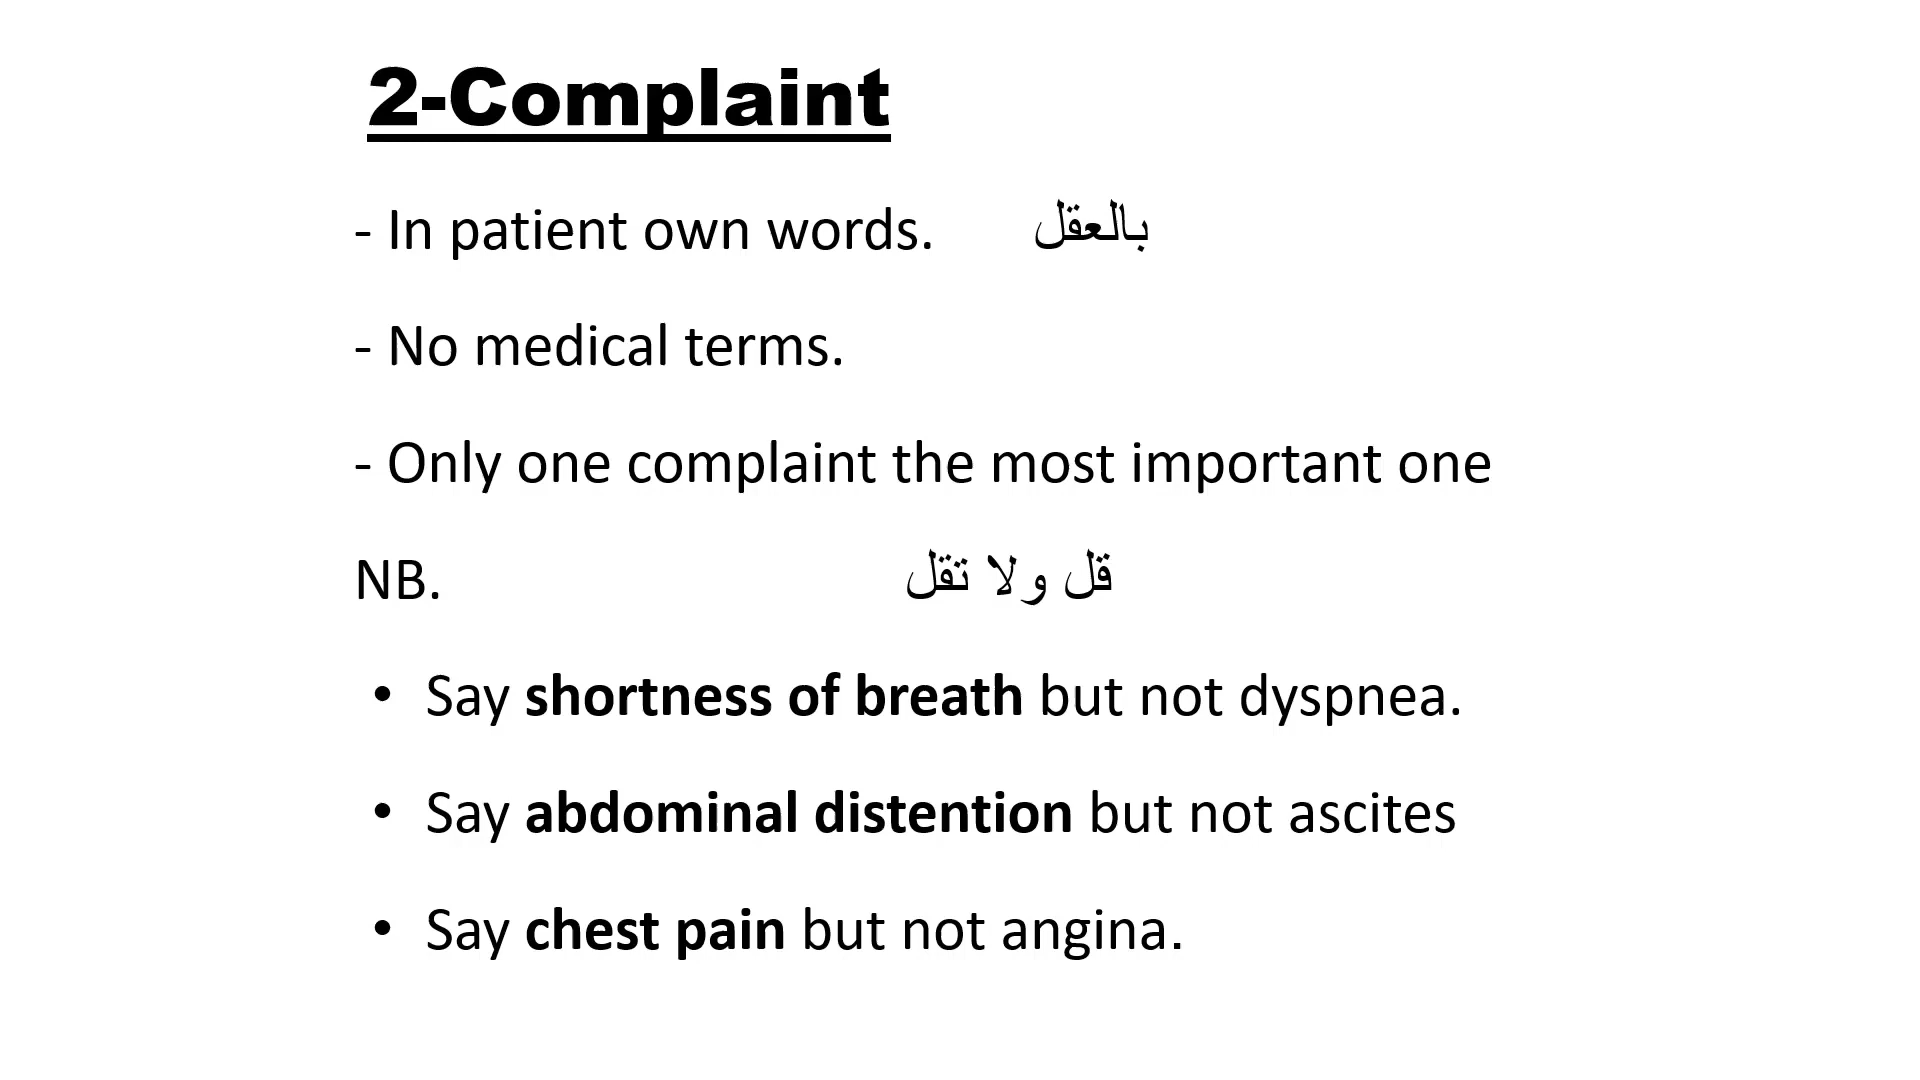 2-Complaint
- In patient own words. بالعقل
- No medical terms.
- Only one complaint the most important one
NB. قل ولا تقل
• Say shortness of breath but not dyspnea.
• Say abdominal distention but not ascites
• Say chest pain but not angina.